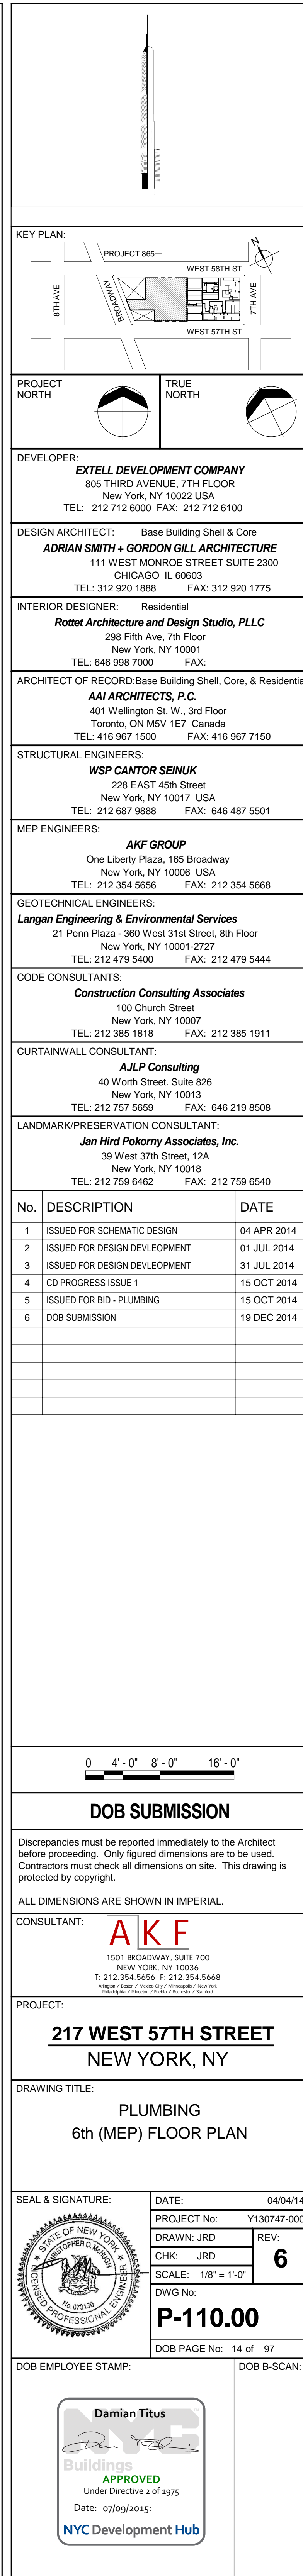 KEY PLAN:
PROJECT 865
N
WEST 58TH ST
8TH AVE
BROADWAY
7TH AVE
WEST 57TH ST
PROJECT
NORTH
TRUE
NORTH
DEVELOPER:
EXTELL DEVELOPMENT COMPANY
805 THIRD AVENUE, 7TH FLOOR
New York, NY 10022 USA
TEL: 212 712 6000 FAX: 212 712 6100
DESIGN ARCHITECT: Base Building Shell & Core
ADRIAN SMITH + GORDON GILL ARCHITECTURE
111 WEST MONROE STREET SUITE 2300
CHICAGO IL 60603
TEL: 312 920 1888 FAX: 312 920 1775
INTERIOR DESIGNER: Residential
Rottet Architecture and Design Studio, PLLC
298 Fifth Ave, 7th Floor
New York, NY 10001
TEL: 646 998 7000 FAX:
ARCHITECT OF RECORD:Base Building Shell, Core, & Residentia
AAI ARCHITECTS, P.C.
401 Wellington St. W., 3rd Floor
Toronto, ON M5V 1E7 Canada
TEL: 416 967 1500 FAX: 416 967 7150
STRUCTURAL ENGINEERS:
WSP CANTOR SEINUK
228 EAST 45th Street
New York, NY 10017 USA
TEL: 212 687 9888 FAX: 646 487 5501
MEP ENGINEERS:
AKF GROUP
One Liberty Plaza, 165 Broadway
New York, NY 10006 USA
TEL: 212 354 5656 FAX: 212 354 5668
GEOTECHNICAL ENGINEERS:
Langan Engineering & Environmental Services
21 Penn Plaza - 360 West 31st Street, 8th Floor
New York, NY 10001-2727
TEL: 212 479 5400 FAX: 212 479 5444
CODE CONSULTANTS:
Construction Consulting Associates
100 Church Street
New York, NY 10007
TEL: 212 385 1818 FAX: 212 385 1911
CURTAINWALL CONSULTANT:
AJLP Consulting
40 Worth Street. Suite 826
New York, NY 10013
TEL: 212 757 5659 FAX: 646 219 8508
LANDMARK/PRESERVATION CONSULTANT:
Jan Hird Pokorny Associates, Inc.
39 West 37th Street, 12A
New York, NY 10018
TEL: 212 759 6462 FAX: 212 759 6540
No. DESCRIPTION DATE
1 ISSUED FOR SCHEMATIC DESIGN 04 APR 2014
2 ISSUED FOR DESIGN DEVLEOPMENT 01 JUL 2014
3 ISSUED FOR DESIGN DEVLEOPMENT 31 JUL 2014
4 CD PROGRESS ISSUE 1 15 OCT 2014
5 ISSUED FOR BID - PLUMBING 15 OCT 2014
6 DOB SUBMISSION 19 DEC 2014
0 4' - 0" 8' - 0" 16' - 0"
DOB SUBMISSION
Discrepancies must be reported immediately to the Architect
before proceeding. Only figured dimensions are to be used.
Contractors must check all dimensions on site. This drawing is
protected by copyright.
ALL DIMENSIONS ARE SHOWN IN IMPERIAL.
CONSULTANT:
AKF
1501 BROADWAY, SUITE 700
NEW YORK, NY 10036
T: 212.354.5656 F: 212.354.5668
Arlington / Boston / Mexico City / Minneapolis / New York
Philadelphia / Princeton / Puebla / Rochester / Stamford
PROJECT:
217 WEST 57TH STREET
NEW YORK, NY
DRAWING TITLE:
PLUMBING
6th (MEP) FLOOR PLAN
SEAL & SIGNATURE:
STATE OF NEW YORK
No. 073130
LICENSED PROFESSIONAL ENGINEER
DATE: 04/04/14
PROJECT No: Y130747-000
DRAWN: JRD
REV:
6
CHK: JRD
SCALE: 1/8" = 1'-0"
DWG No:
P-110.00
DOB PAGE No: 14 of 97
DOB EMPLOYEE STAMP:
DOB B-SCAN:
Damian Titus
NYC
Buildings
APPROVED
Under Directive 2 of 1975
Date: 07/09/2015:
NYC Development Hub